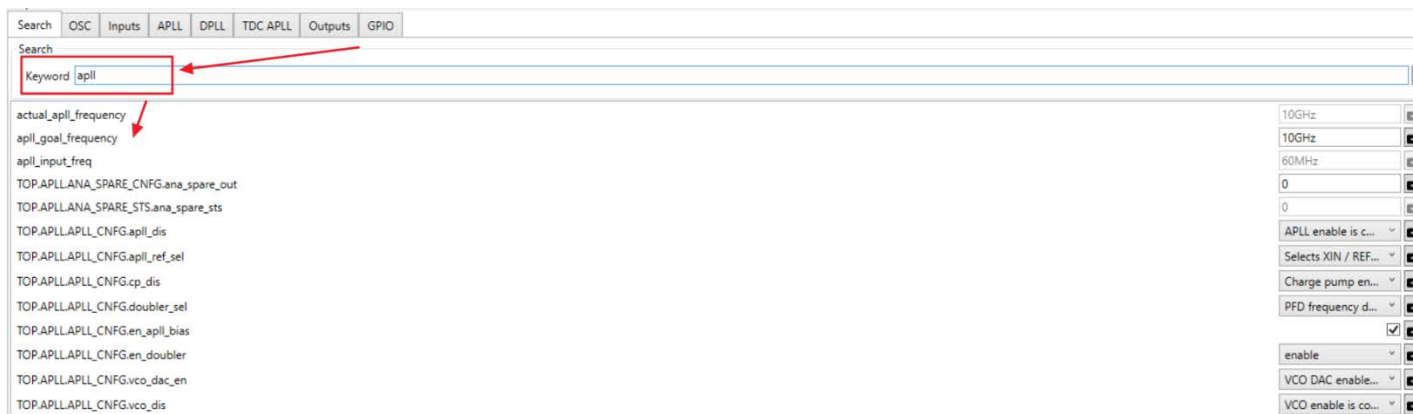 Search OSC Inputs APLL DPLL TDC APLL Outputs GPIO
Search
Keyword apll
actual_apll_frequency 10GHz
apll_goal_frequency 10GHz
apll_input_freq 60MHz
TOP.APLL.ANA_SPARE_CNFG.ana_spare_out 0
TOP.APLL.ANA_SPARE_STS.ana_spare_sts 0
TOP.APLL.APLL_CNFG.apll_dis APLL enable is c...
TOP.APLL.APLL_CNFG.apll_ref_sel Selects XIN / REF...
TOP.APLL.APLL_CNFG.cp_dis Charge pump en...
TOP.APLL.APLL_CNFG.doubler_sel PFD frequency d...
TOP.APLL.APLL_CNFG.en_apll_bias
TOP.APLL.APLL_CNFG.en_doubler enable
TOP.APLL.APLL_CNFG.vco_dac_en VCO DAC enable...
TOP.APLL.APLL_CNFG.vco_dis VCO enable is co...